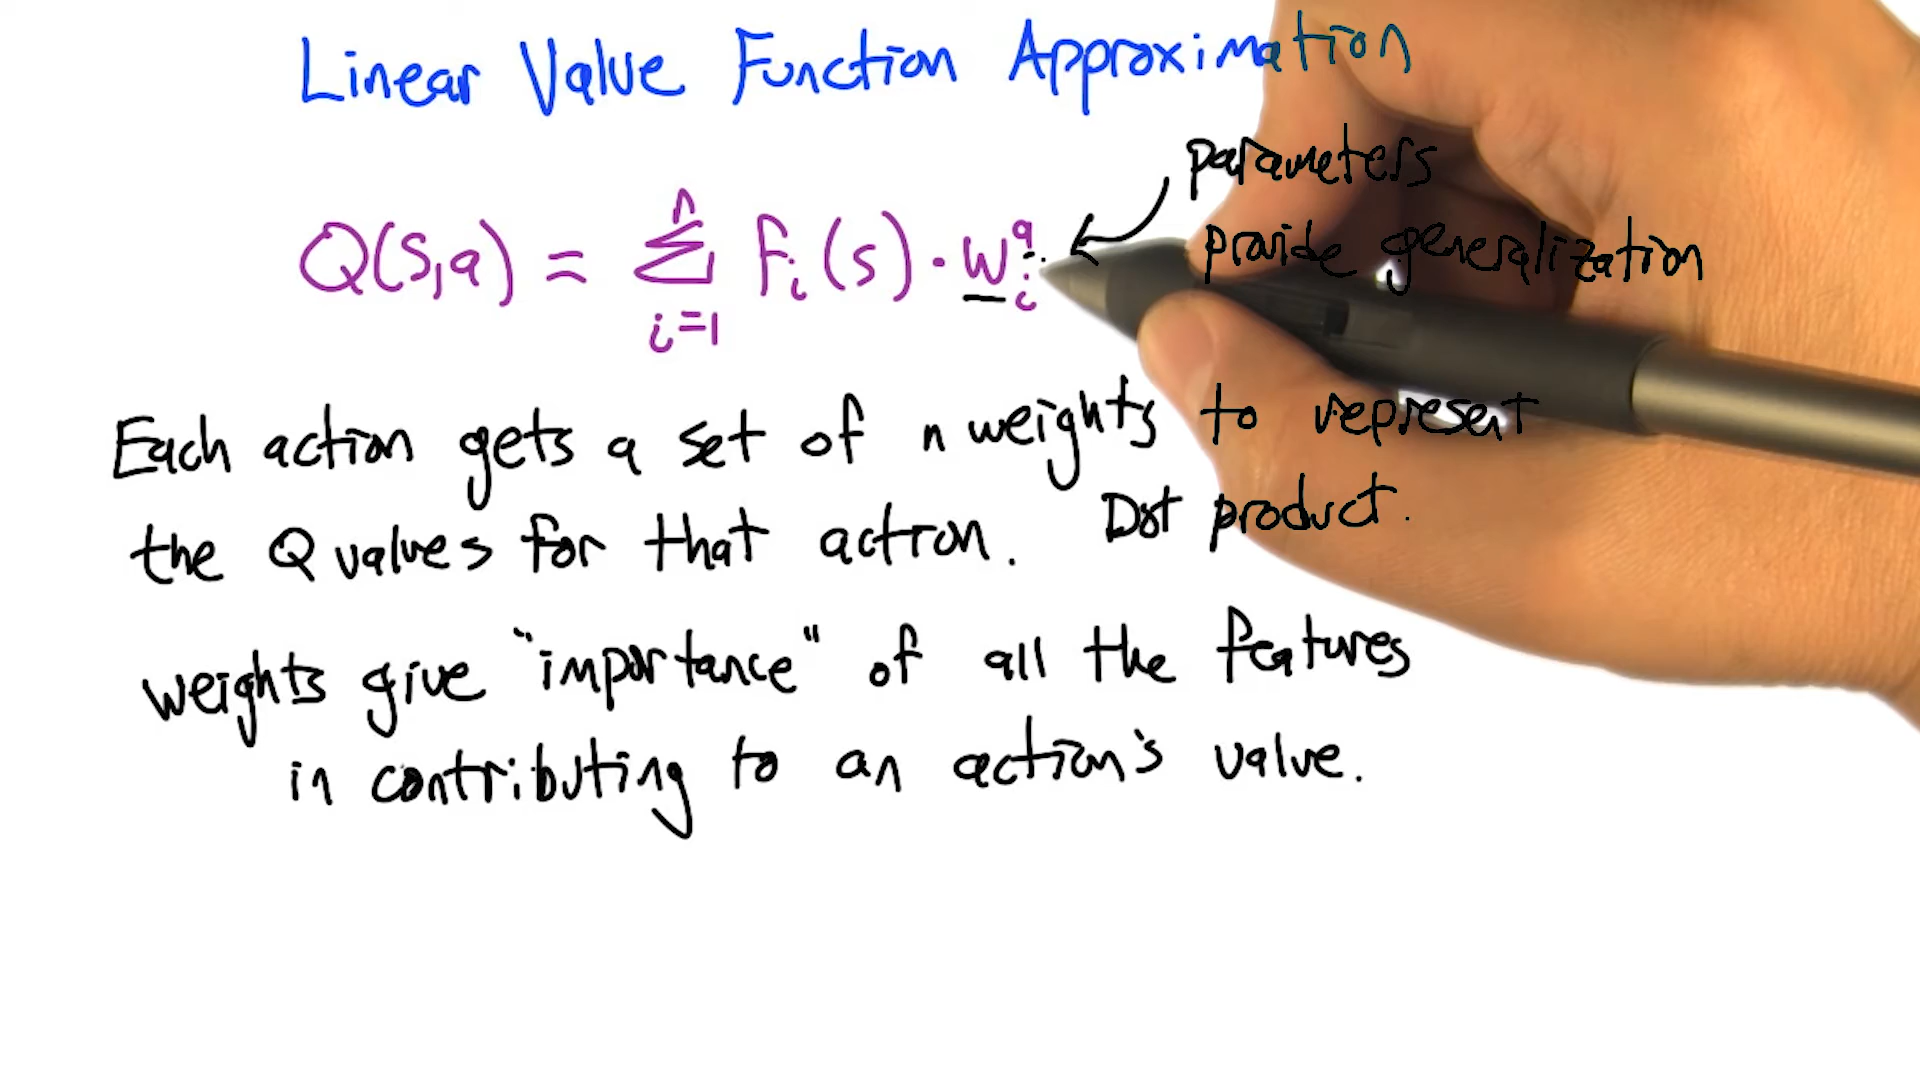 Linear Value Function Approximation
parameters
provide generalization
Q(s,a) = n∑i=1 Fi(s) · wia
Each action gets a set of n weights to represent
the Q values for that action. Dot product.
weights give "importance" of all the features
in contributing to an action's value.